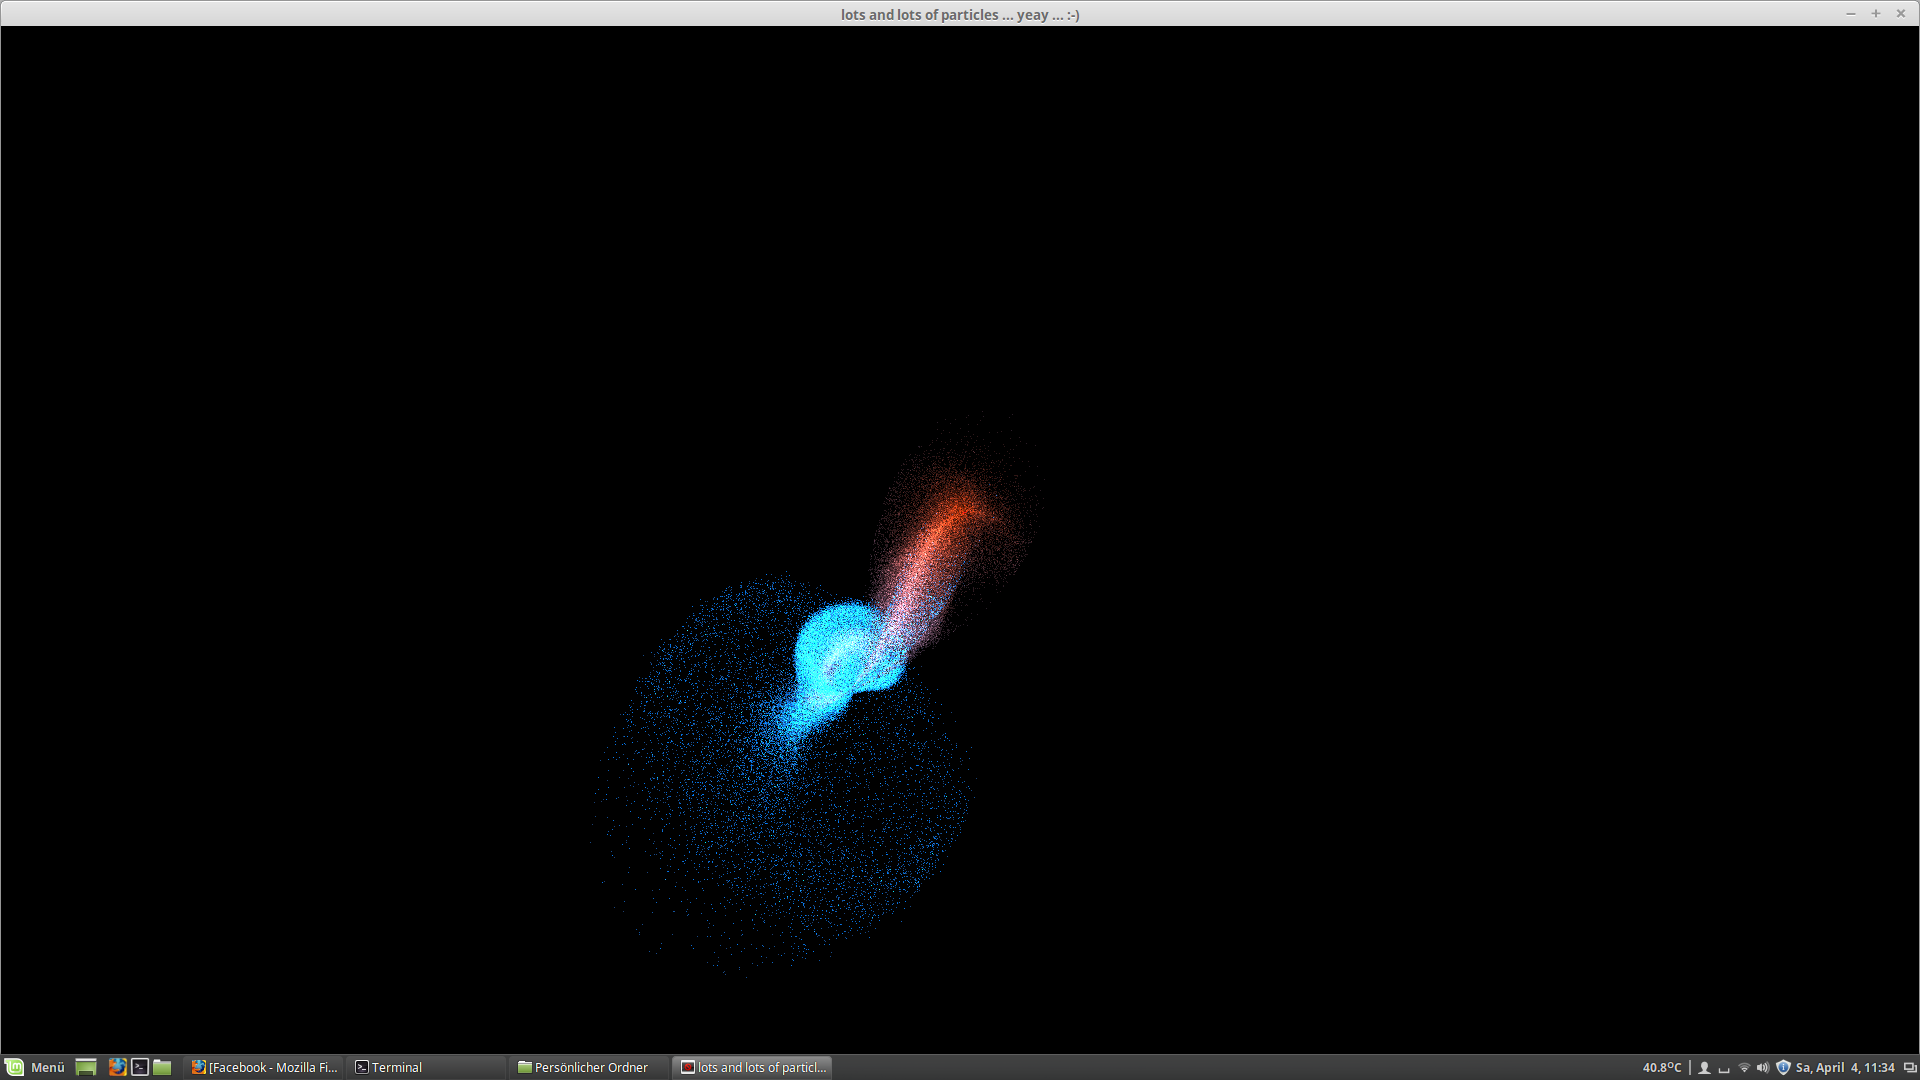 lots and lots of particles ... yeay ... :-)
Menü [Facebook - Mozilla Fi... Terminal Persönlicher Ordner lots and lots of particl... 40.8°C Sa, April 4, 11:34